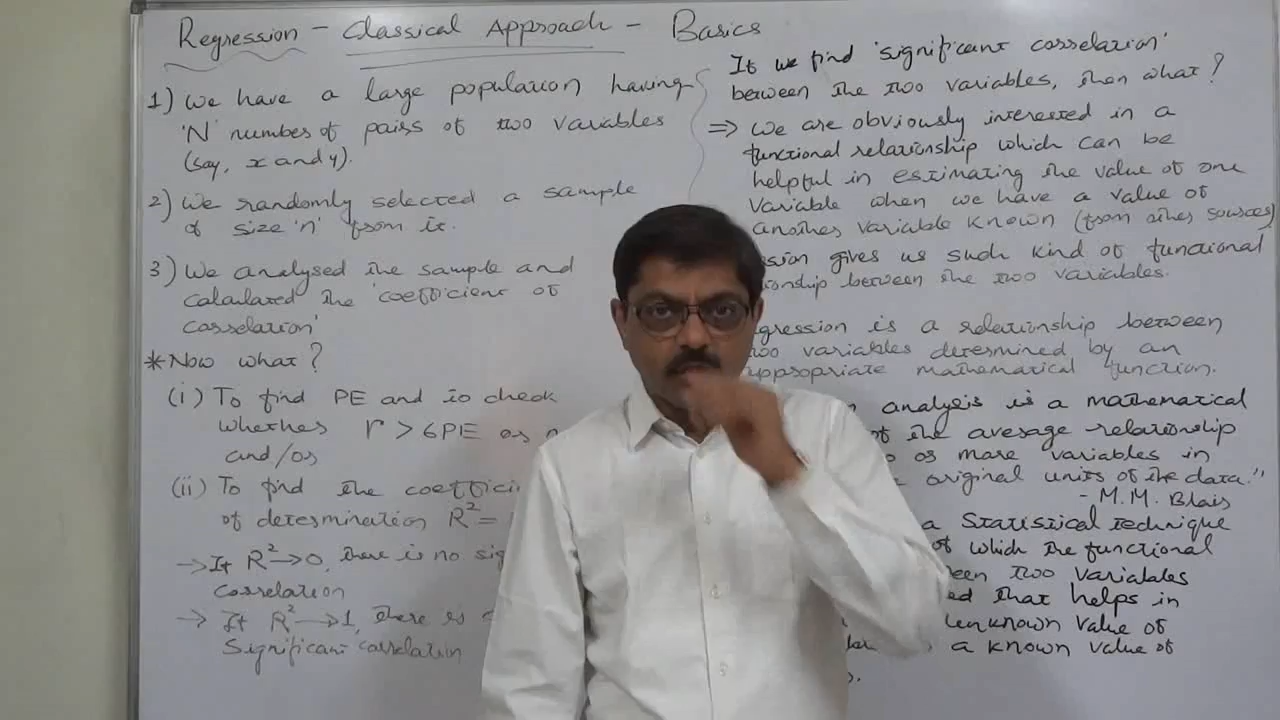 Regression - Classical Approach - Basics
1) We have a large population having
'N' number of pairs of two variables
(say, x and y).
2) We randomly selected a sample
of size 'n' from it.
3) We analysed the sample and
calculated the 'coefficient of
correlation'
* Now what?
(i) To find PE and to check
whether r > 6PE or
and/or
(ii) To find the
of determination R² =
→ If R² → 0, there is no
correlation
→ If R² → 1, there is
significant correlation
If we find 'significant correlation'
between the two variables, then what?
⇒ We are obviously interested in a
functional relationship which can be
helpful in estimating the value of one
variable when we have a value of
another variable known (from other sources)
gives us such kind of functional
between the two variables.
is a relationship between
variables determined by an
appropriate mathematical function.
analysis is a mathematical
of the average relationship
or more variables in
original units of the data."
- M.M. Blair
a statistical technique
of which the functional
two variables
that helps in
unknown value of
a known value of